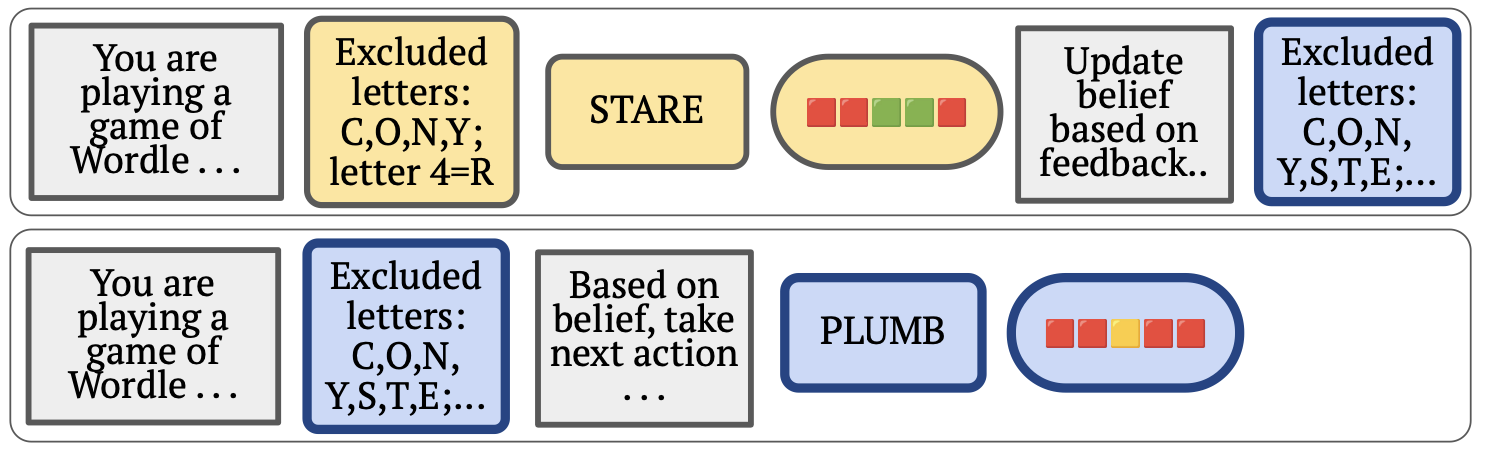 You are
playing a
game of
Wordle . . .
Excluded
letters:
C,O,N,Y;
letter 4=R
STARE
🟥🟥🟩🟩🟥
Update
belief
based on
feedback..
Excluded
letters:
C,O,N,
Y,S,T,E;...
You are
playing a
game of
Wordle . . .
Excluded
letters:
C,O,N,
Y,S,T,E;...
Based on
belief, take
next action
. . .
PLUMB
🟥🟥🟨🟥🟥